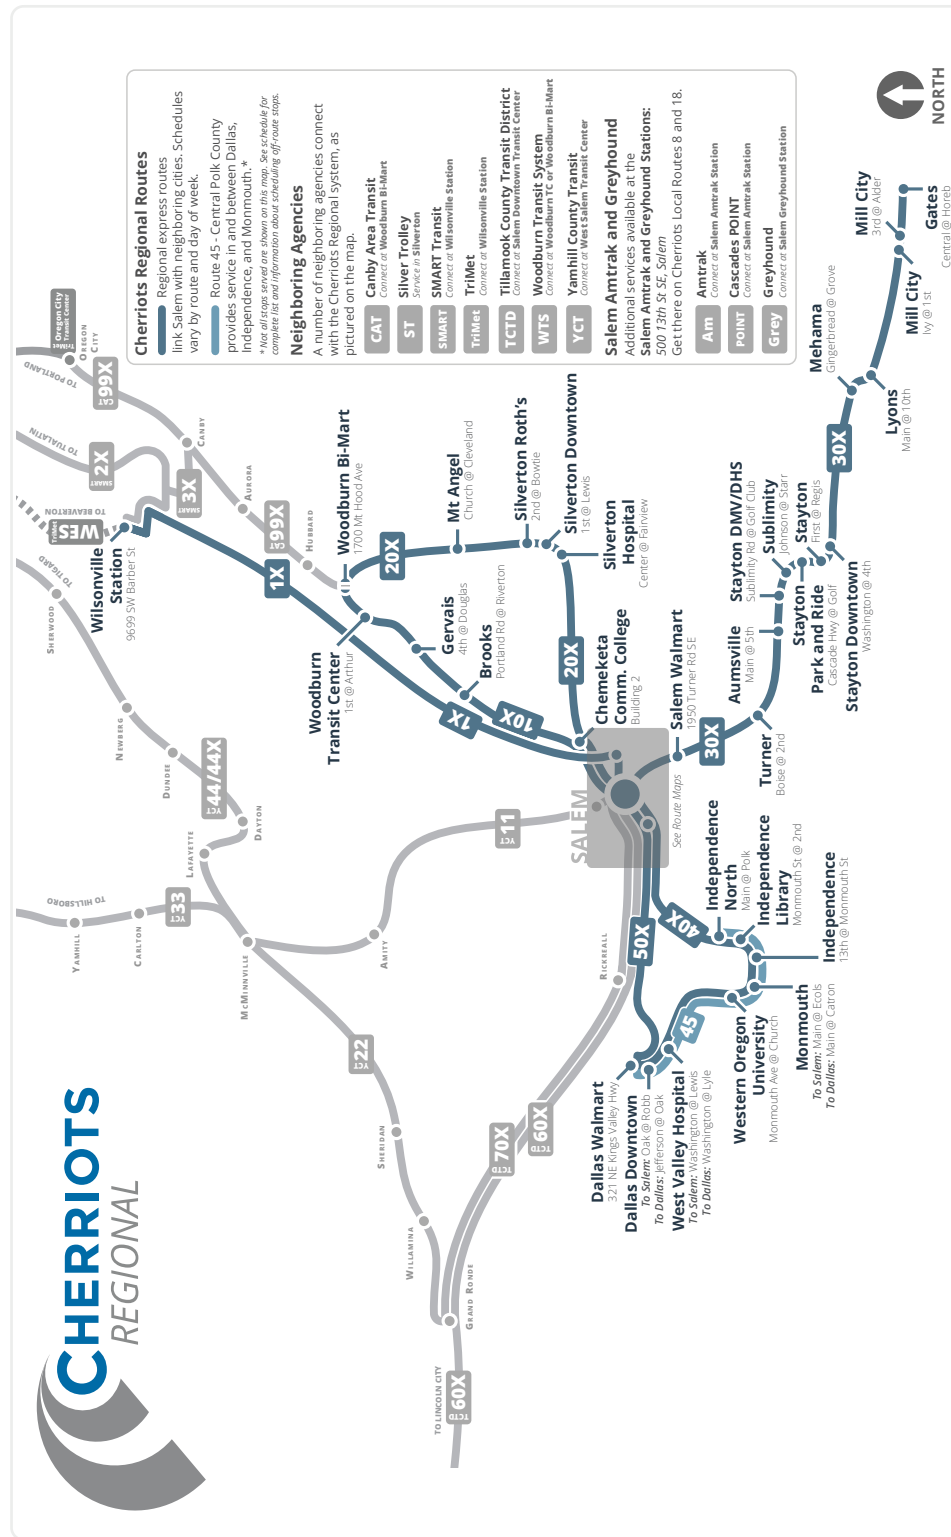 CHERRIOTS
REGIONAL
TO LINCOLN CITY
TCTD 60X
GRAND RONDE
WILLAMINA
SHERIDAN
YCT 22
TCTD 70X
TCTD 60X
RICKREALL
MCMINNVILLE
AMITY
YCT 11
YAMHILL
CARLTON
TO HILLSBORO
YCT 33
LAFAYETTE
DAYTON
YCT 44/44X
DUNDEE
NEWBERG
SHERWOOD
TO TIGARD
TriMet WES
TO BEAVERTON
Wilsonville
Station
9699 SW Barber St
TO TUALATIN
SMART 2X
SMART 3X
TO PORTLAND
TriMet Oregon City
Transit Center
OREGON
CITY
CAT 99X
CANBY
AURORA
CAT 99X
HUBBARD
1X
Woodburn Bi-Mart
1700 Mt Hood Ave
20X
Mt Angel
Church @ Cleveland
Silverton Roth's
2nd @ Bowtie
Silverton Downtown
1st @ Lewis
Silverton
Hospital
Center @ Fairview
Woodburn
Transit Center
1st @ Arthur
Gervais
4th @ Douglas
Brooks
Portland Rd @ Riverton
1X
10X
20X
Chemeketa
Comm. College
Building 2
SALEM
See Route Maps
Salem Walmart
1950 Turner Rd SE
30X
Turner
Boise @ 2nd
Aumsville
Main @ 5th
Stayton DMV/DHS
Sublimity Rd @ Golf Club
Sublimity
Johnson @ Starr
Stayton
First @ Regis
Stayton
Park and Ride
Cascade Hwy @ Golf
Stayton Downtown
Washington @ 4th
30X
Mehama
Gingerbread @ Grove
Lyons
Main @ 10th
Mill City
Ivy @ 1st
Mill City
3rd @ Alder
Gates
Central @ Horeb
50X
40X
45
Dallas Walmart
321 NE Kings Valley Hwy
Dallas Downtown
To Salem: Oak @ Robb
To Dallas: Jefferson @ Oak
West Valley Hospital
To Salem: Washington @ Lewis
To Dallas: Washington @ Lyle
Western Oregon
University
Monmouth Ave @ Church
Monmouth
To Salem: Main @ Ecols
To Dallas: Main @ Catron
Independence
13th @ Monmouth St
Independence
Library
Monmouth St @ 2nd
Independence
North
Main @ Polk
Cherriots Regional Routes
Regional express routes
link Salem with neighboring cities. Schedules
vary by route and day of week.
Route 45 - Central Polk County
provides service in and between Dallas,
Independence, and Monmouth.*
* Not all stops served are shown on this map. See schedule for
complete list and information about scheduling off-route stops.
Neighboring Agencies
A number of neighboring agencies connect
with the Cherriots Regional system, as
pictured on the map.
CAT Canby Area Transit
Connect at Woodburn Bi-Mart
ST Silver Trolley
Service in Silverton
SMART SMART Transit
Connect at Wilsonville Station
TriMet TriMet
Connect at Wilsonville Station
TCTD Tillamook County Transit District
Connect at Salem Downtown Transit Center
WTS Woodburn Transit System
Connect at Woodburn TC or Woodburn Bi-Mart
YCT Yamhill County Transit
Connect at West Salem Transit Center
Salem Amtrak and Greyhound
Additional services available at the
Salem Amtrak and Greyhound Stations:
500 13th St SE, Salem
Get there on Cherriots Local Routes 8 and 18.
Am Amtrak
Connect at Salem Amtrak Station
POINT Cascades POINT
Connect at Salem Amtrak Station
Grey Greyhound
Connect at Salem Greyhound Station
NORTH